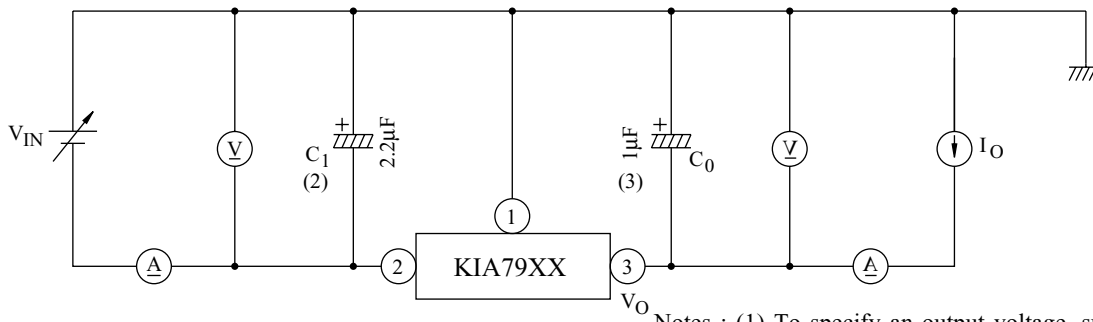 V_IN
V
C_1
(2)
+
2.2μF
1
+
1μF
(3)
C_0
V
I_O
A
2
KIA79XX
3
V_O
A
Notes : (1) To specify an output voltage,